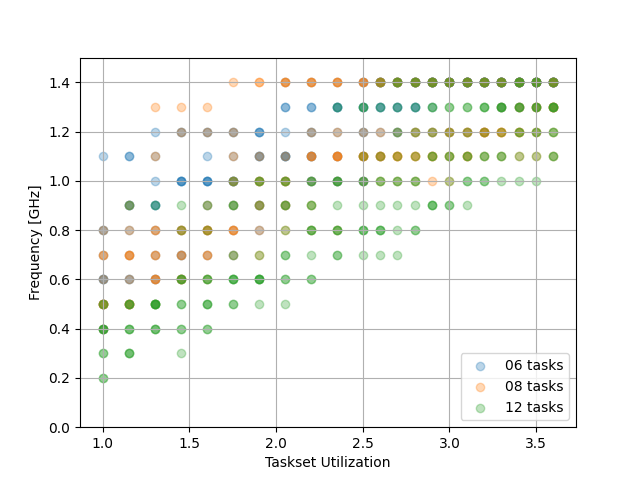 1.4
1.2
1.0
0.8
0.6
0.4
0.2
0.0
Frequency [GHz]
06 tasks
08 tasks
12 tasks
1.0 1.5 2.0 2.5 3.0 3.5
Taskset Utilization